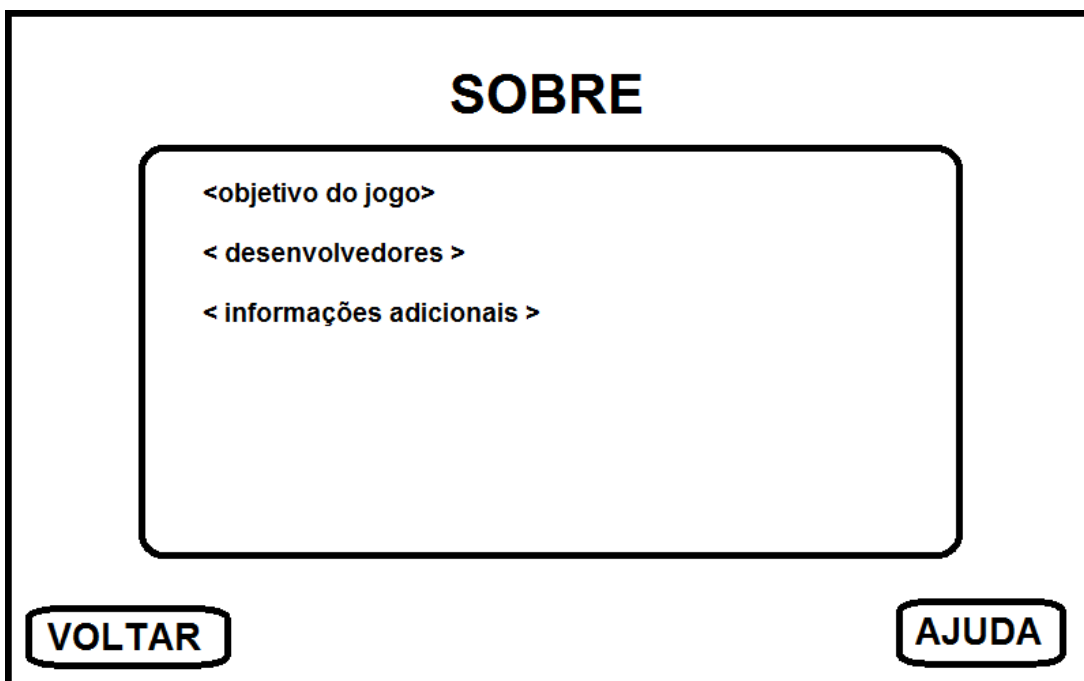 SOBRE
<objetivo do jogo>
< desenvolvedores >
< informações adicionais >
VOLTAR
AJUDA